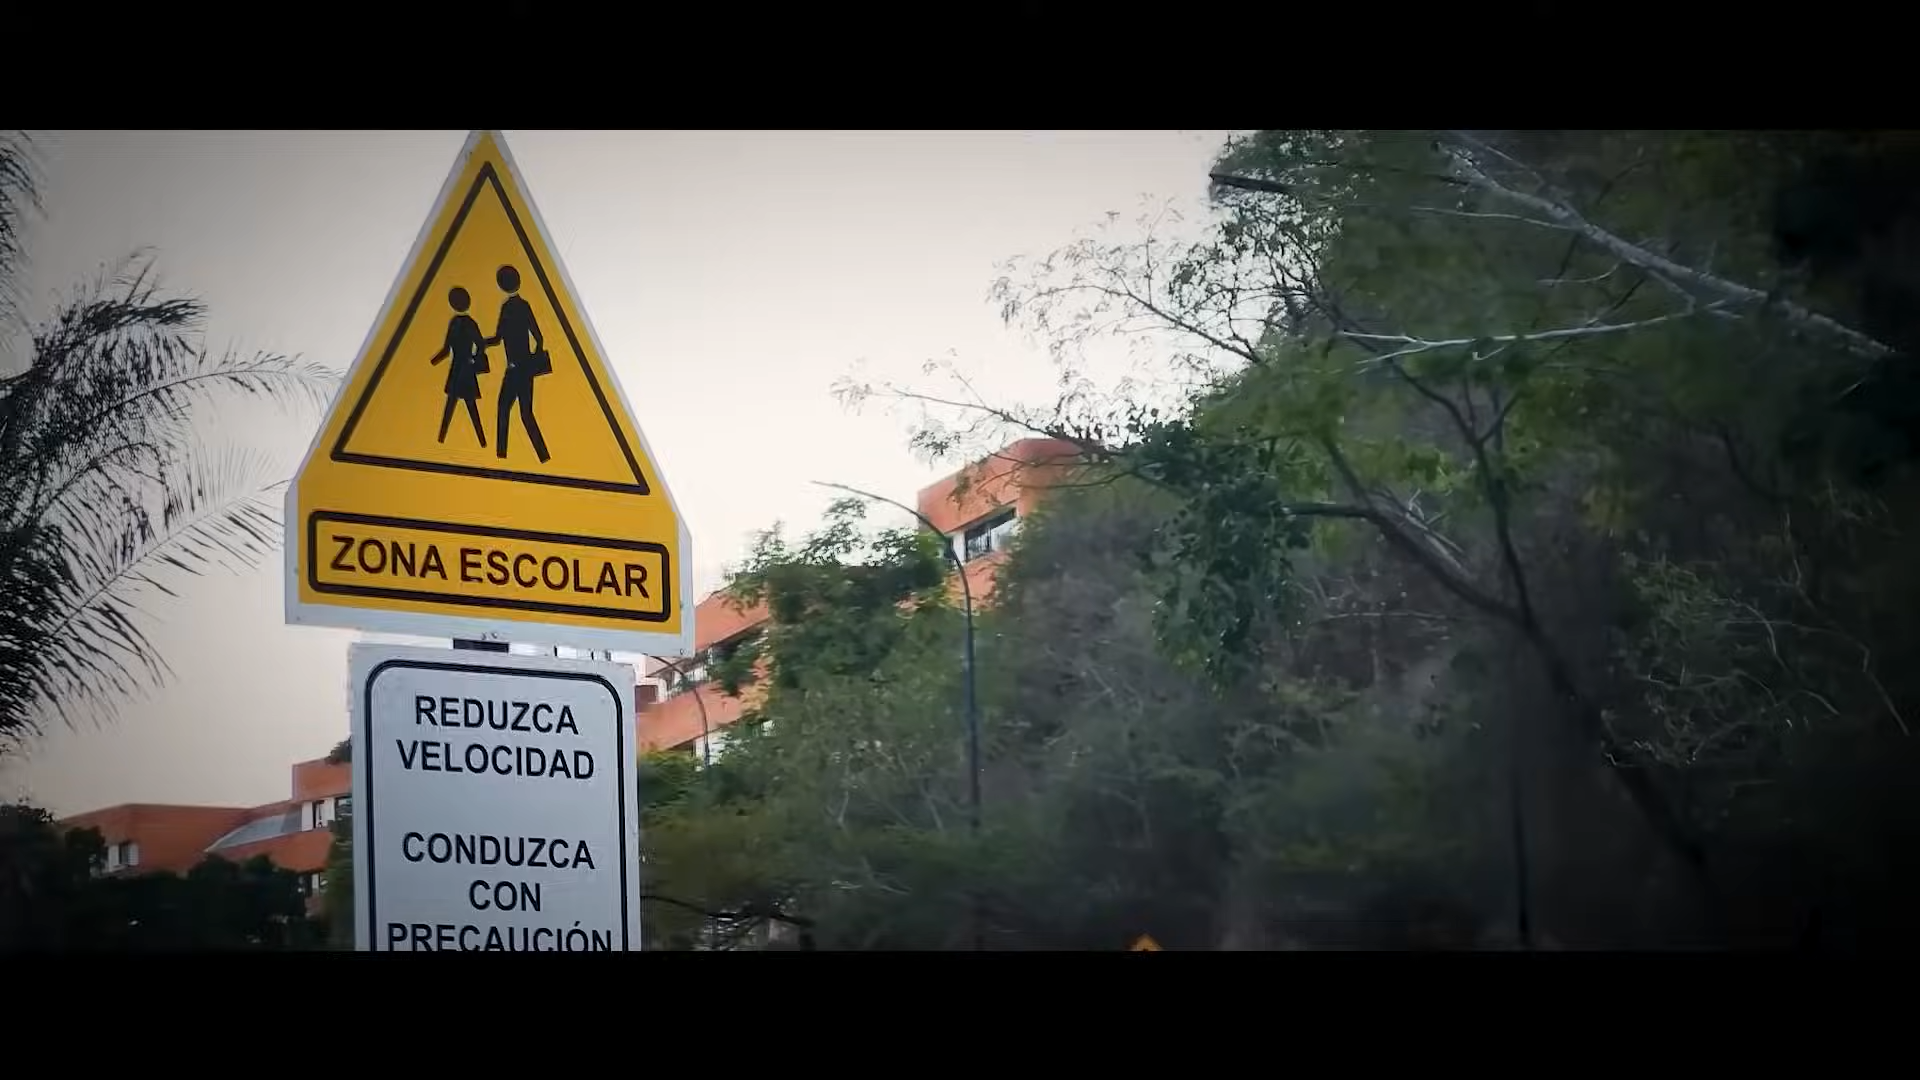 ZONA ESCOLAR
REDUZCA
VELOCIDAD
CONDUZCA
CON
PRECAUCIÓN